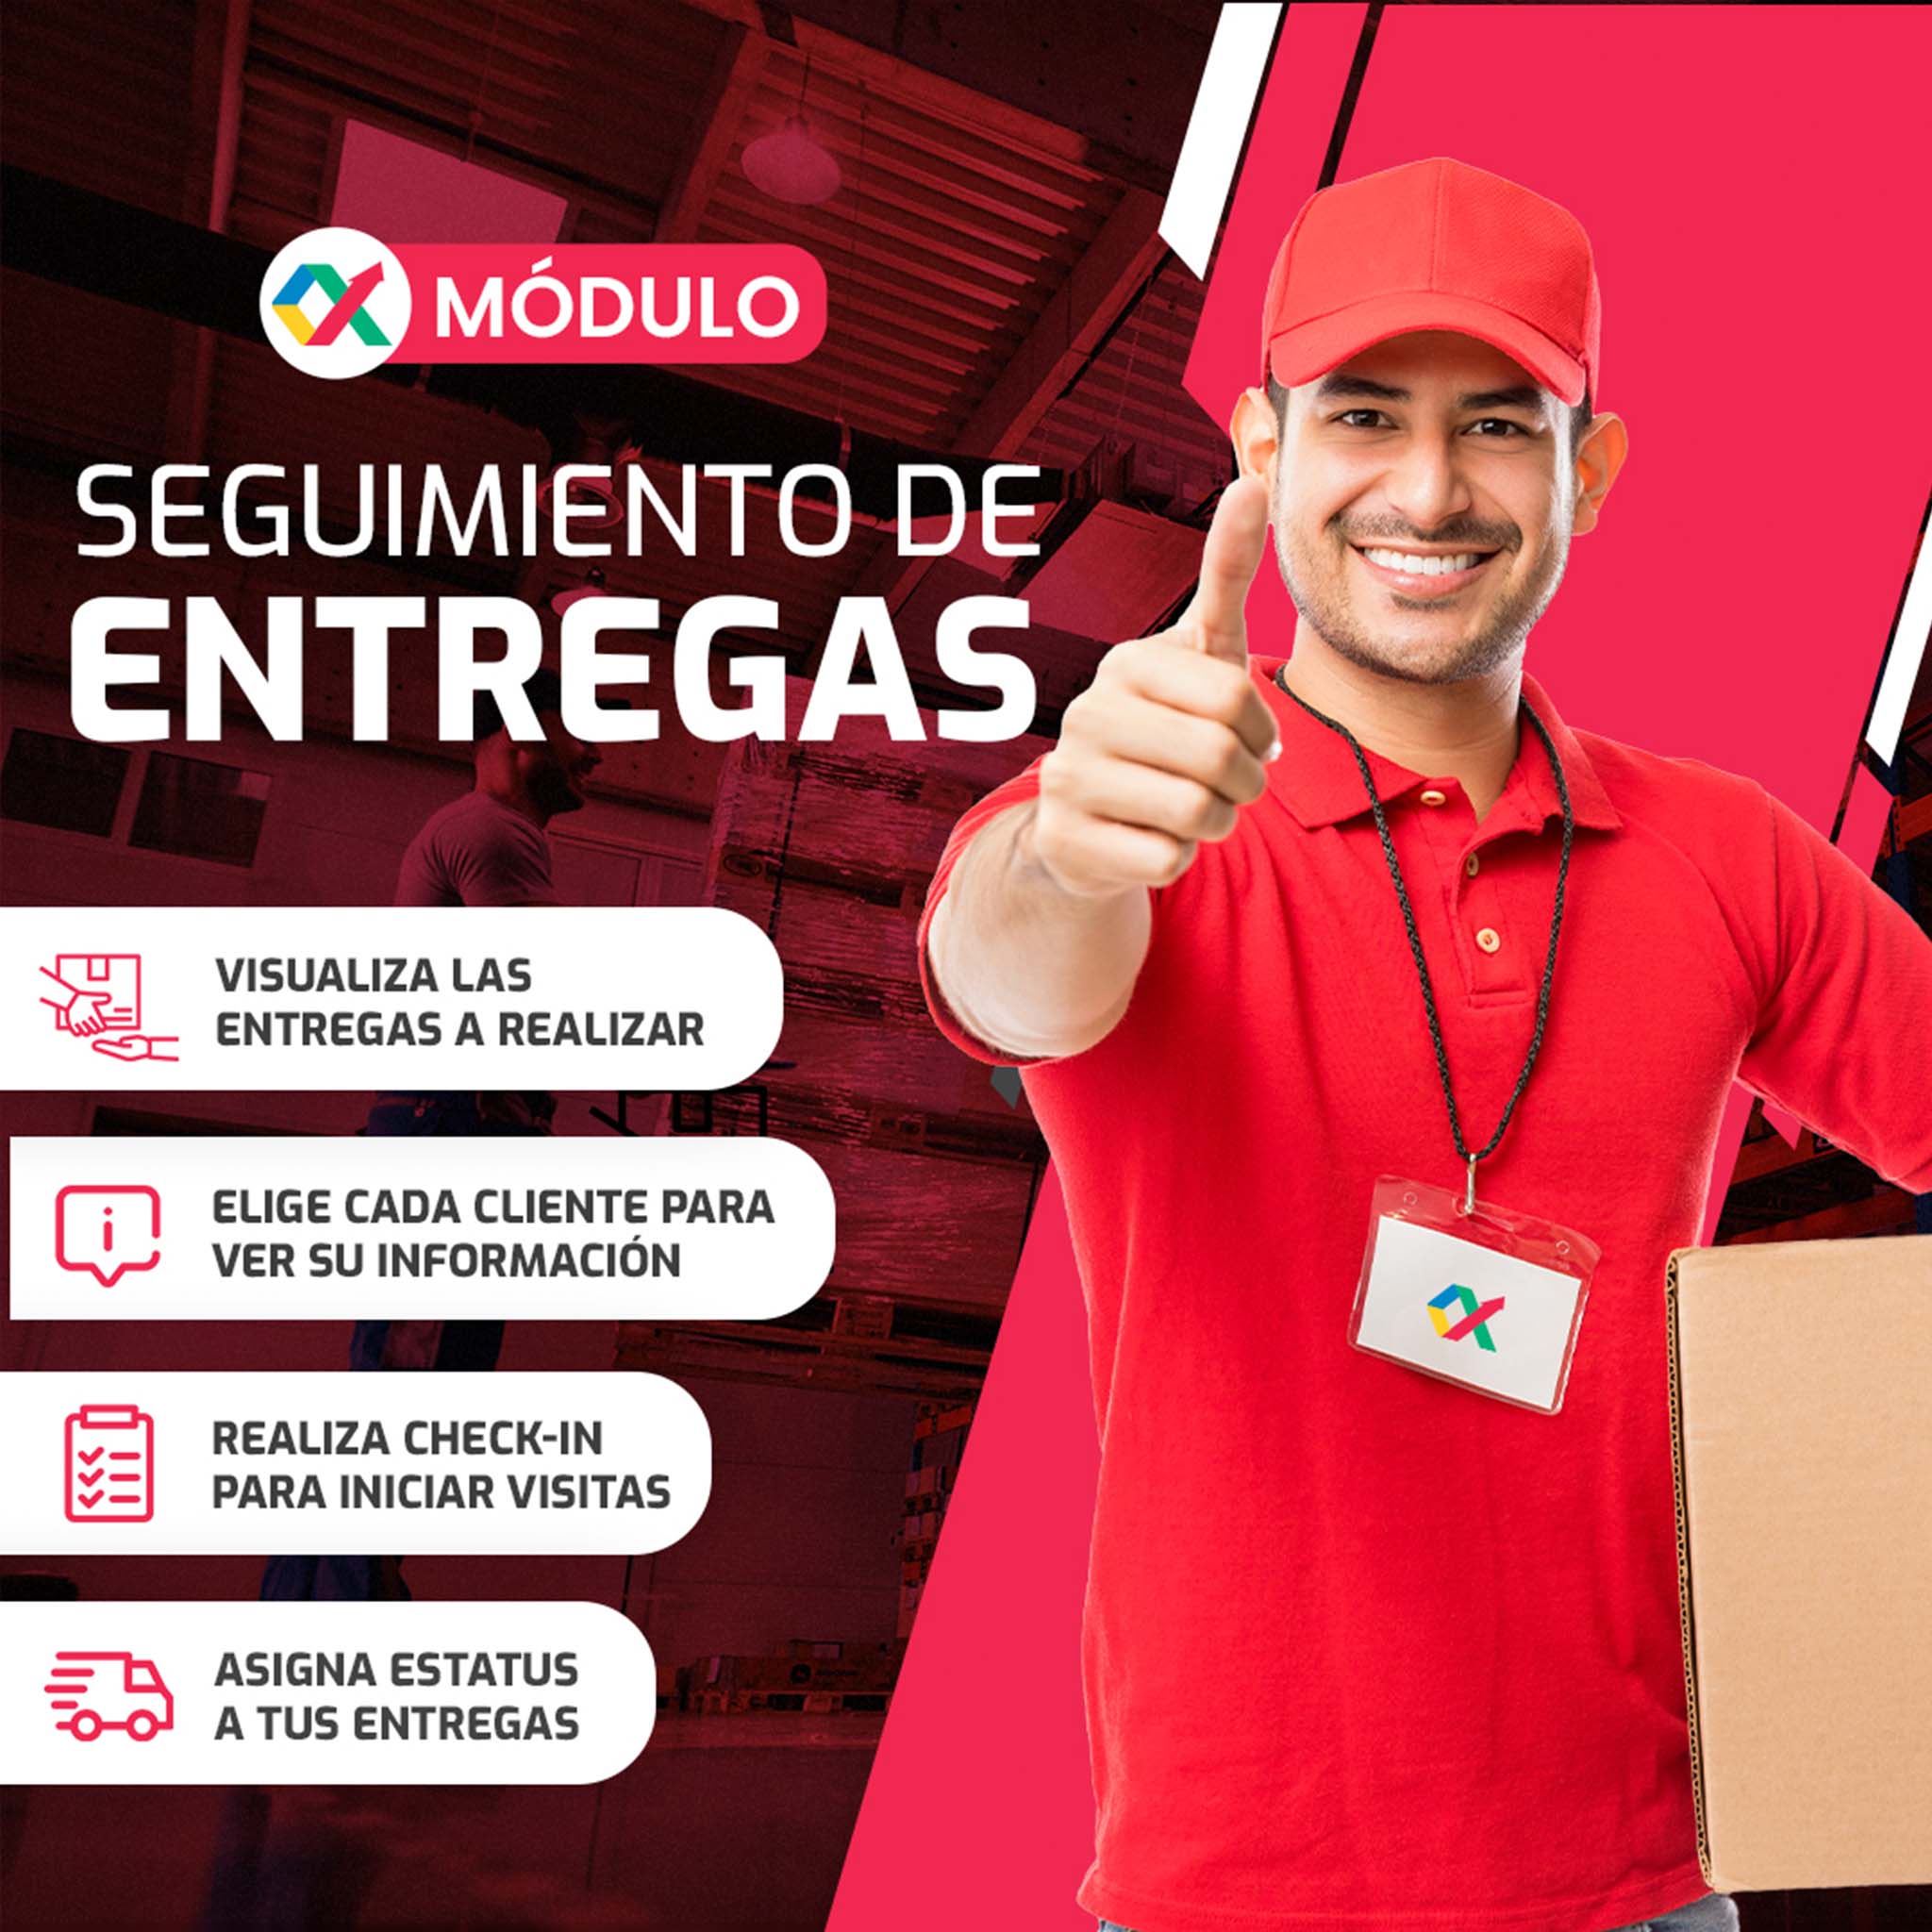 MÓDULO
SEGUIMIENTO DE
ENTREGAS
VISUALIZA LAS
ENTREGAS A REALIZAR
ELIGE CADA CLIENTE PARA
VER SU INFORMACIÓN
REALIZA CHECK-IN
PARA INICIAR VISITAS
ASIGNA ESTATUS
A TUS ENTREGAS